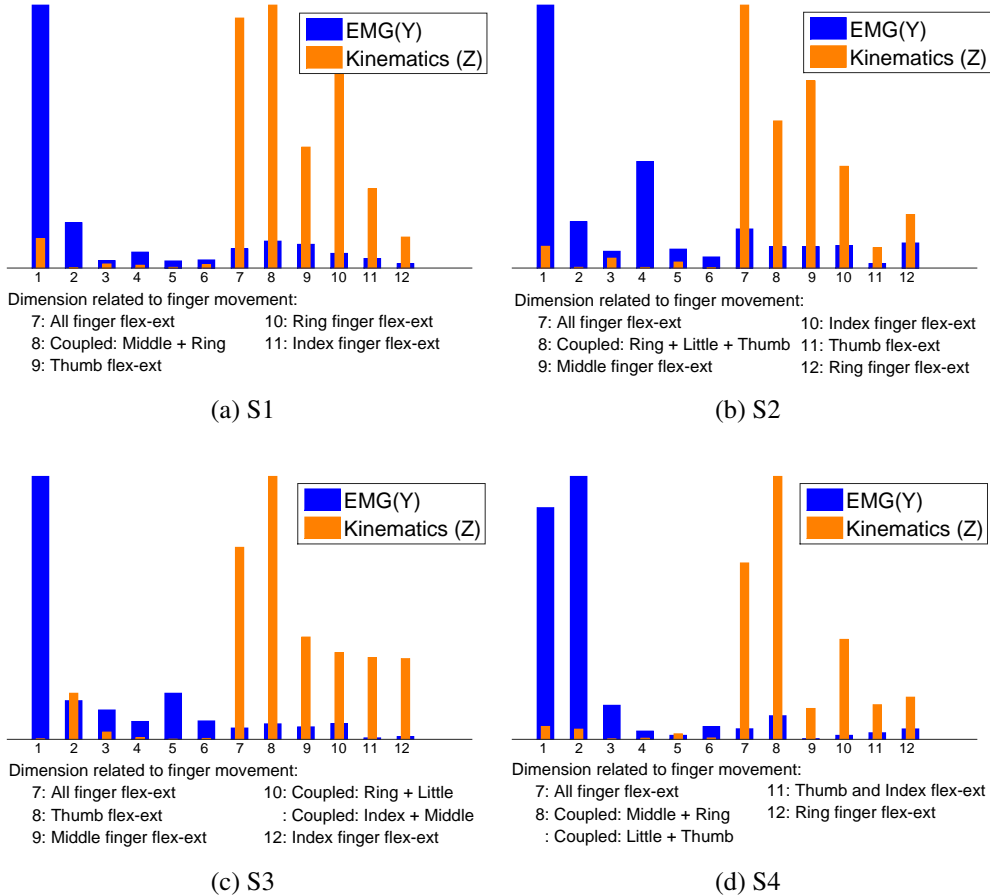 EMG(Y)
Kinematics (Z)
1 2 3 4 5 6 7 8 9 10 11 12
Dimension related to finger movement:
7: All finger flex-ext
8: Coupled: Middle + Ring
9: Thumb flex-ext
10: Ring finger flex-ext
11: Index finger flex-ext
(a) S1
EMG(Y)
Kinematics (Z)
1 2 3 4 5 6 7 8 9 10 11 12
Dimension related to finger movement:
7: All finger flex-ext
8: Coupled: Ring + Little + Thumb
9: Middle finger flex-ext
10: Index finger flex-ext
11: Thumb flex-ext
12: Ring finger flex-ext
(b) S2
EMG(Y)
Kinematics (Z)
1 2 3 4 5 6 7 8 9 10 11 12
Dimension related to finger movement:
7: All finger flex-ext
8: Thumb flex-ext
9: Middle finger flex-ext
10: Coupled: Ring + Little
: Coupled: Index + Middle
12: Index finger flex-ext
(c) S3
EMG(Y)
Kinematics (Z)
1 2 3 4 5 6 7 8 9 10 11 12
Dimension related to finger movement:
7: All finger flex-ext
8: Coupled: Middle + Ring
: Coupled: Little + Thumb
11: Thumb and Index flex-ext
12: Ring finger flex-ext
(d) S4